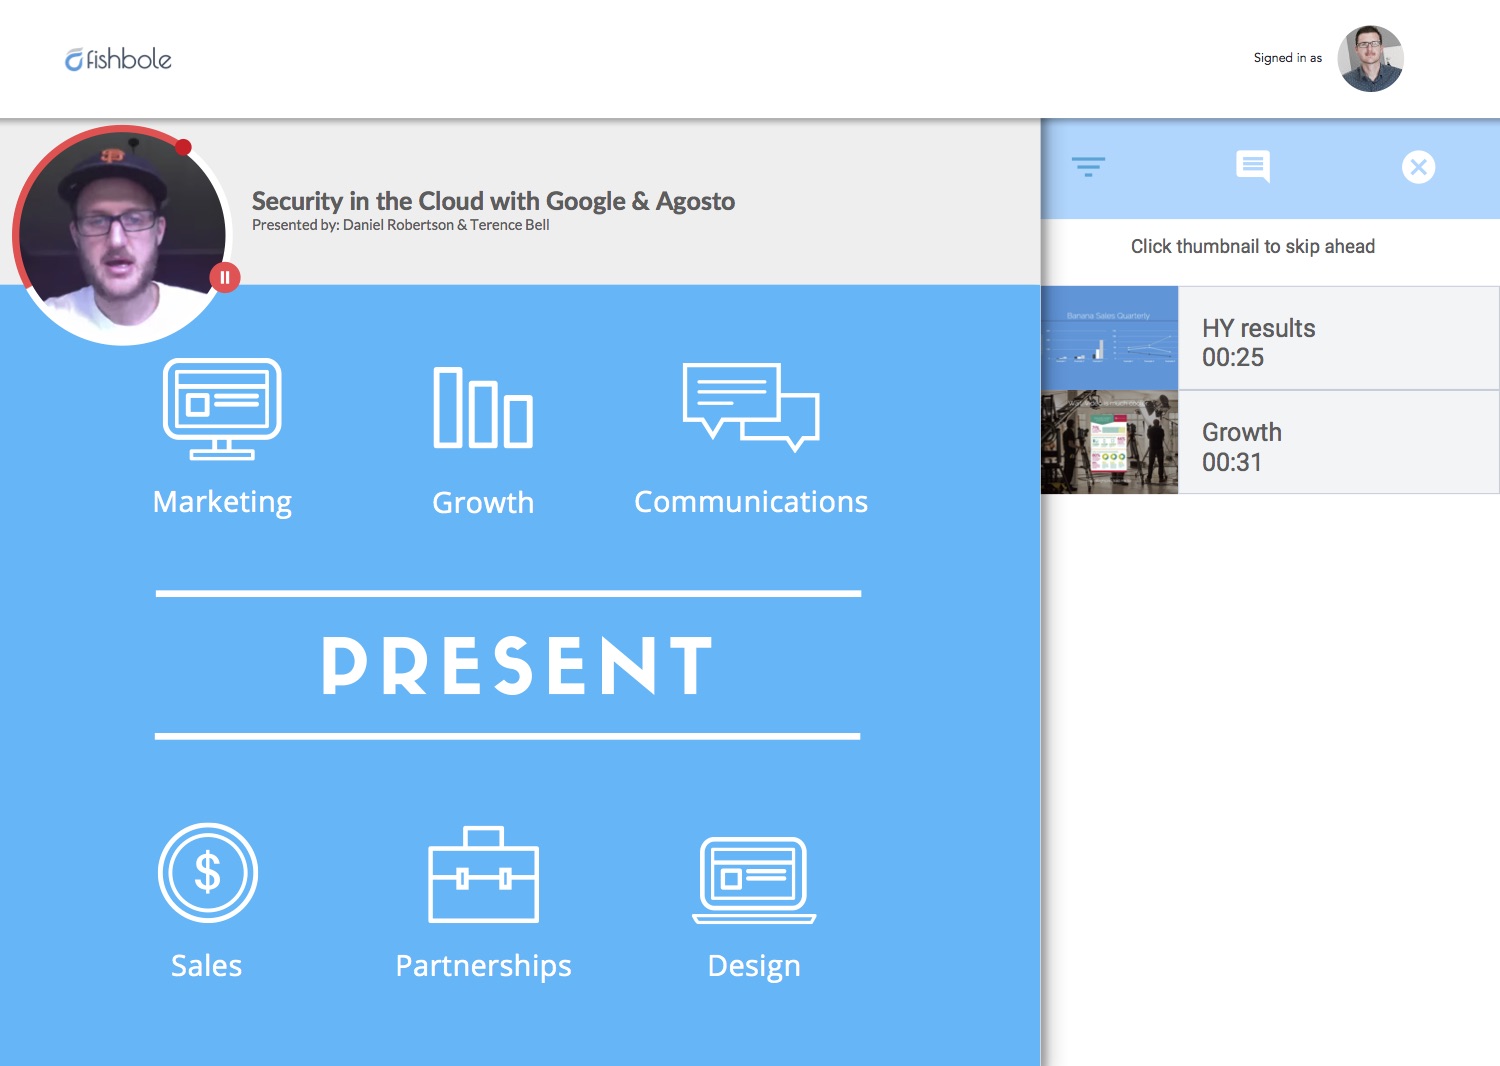 fishbole
Signed in as
Security in the Cloud with Google & Agosto
Presented by: Daniel Robertson & Terence Bell
Marketing
Growth
Communications
PRESENT
$
Sales
Partnerships
Design
Click thumbnail to skip ahead
Banana Sales Quarterly
HY results
00:25
Growth
00:31